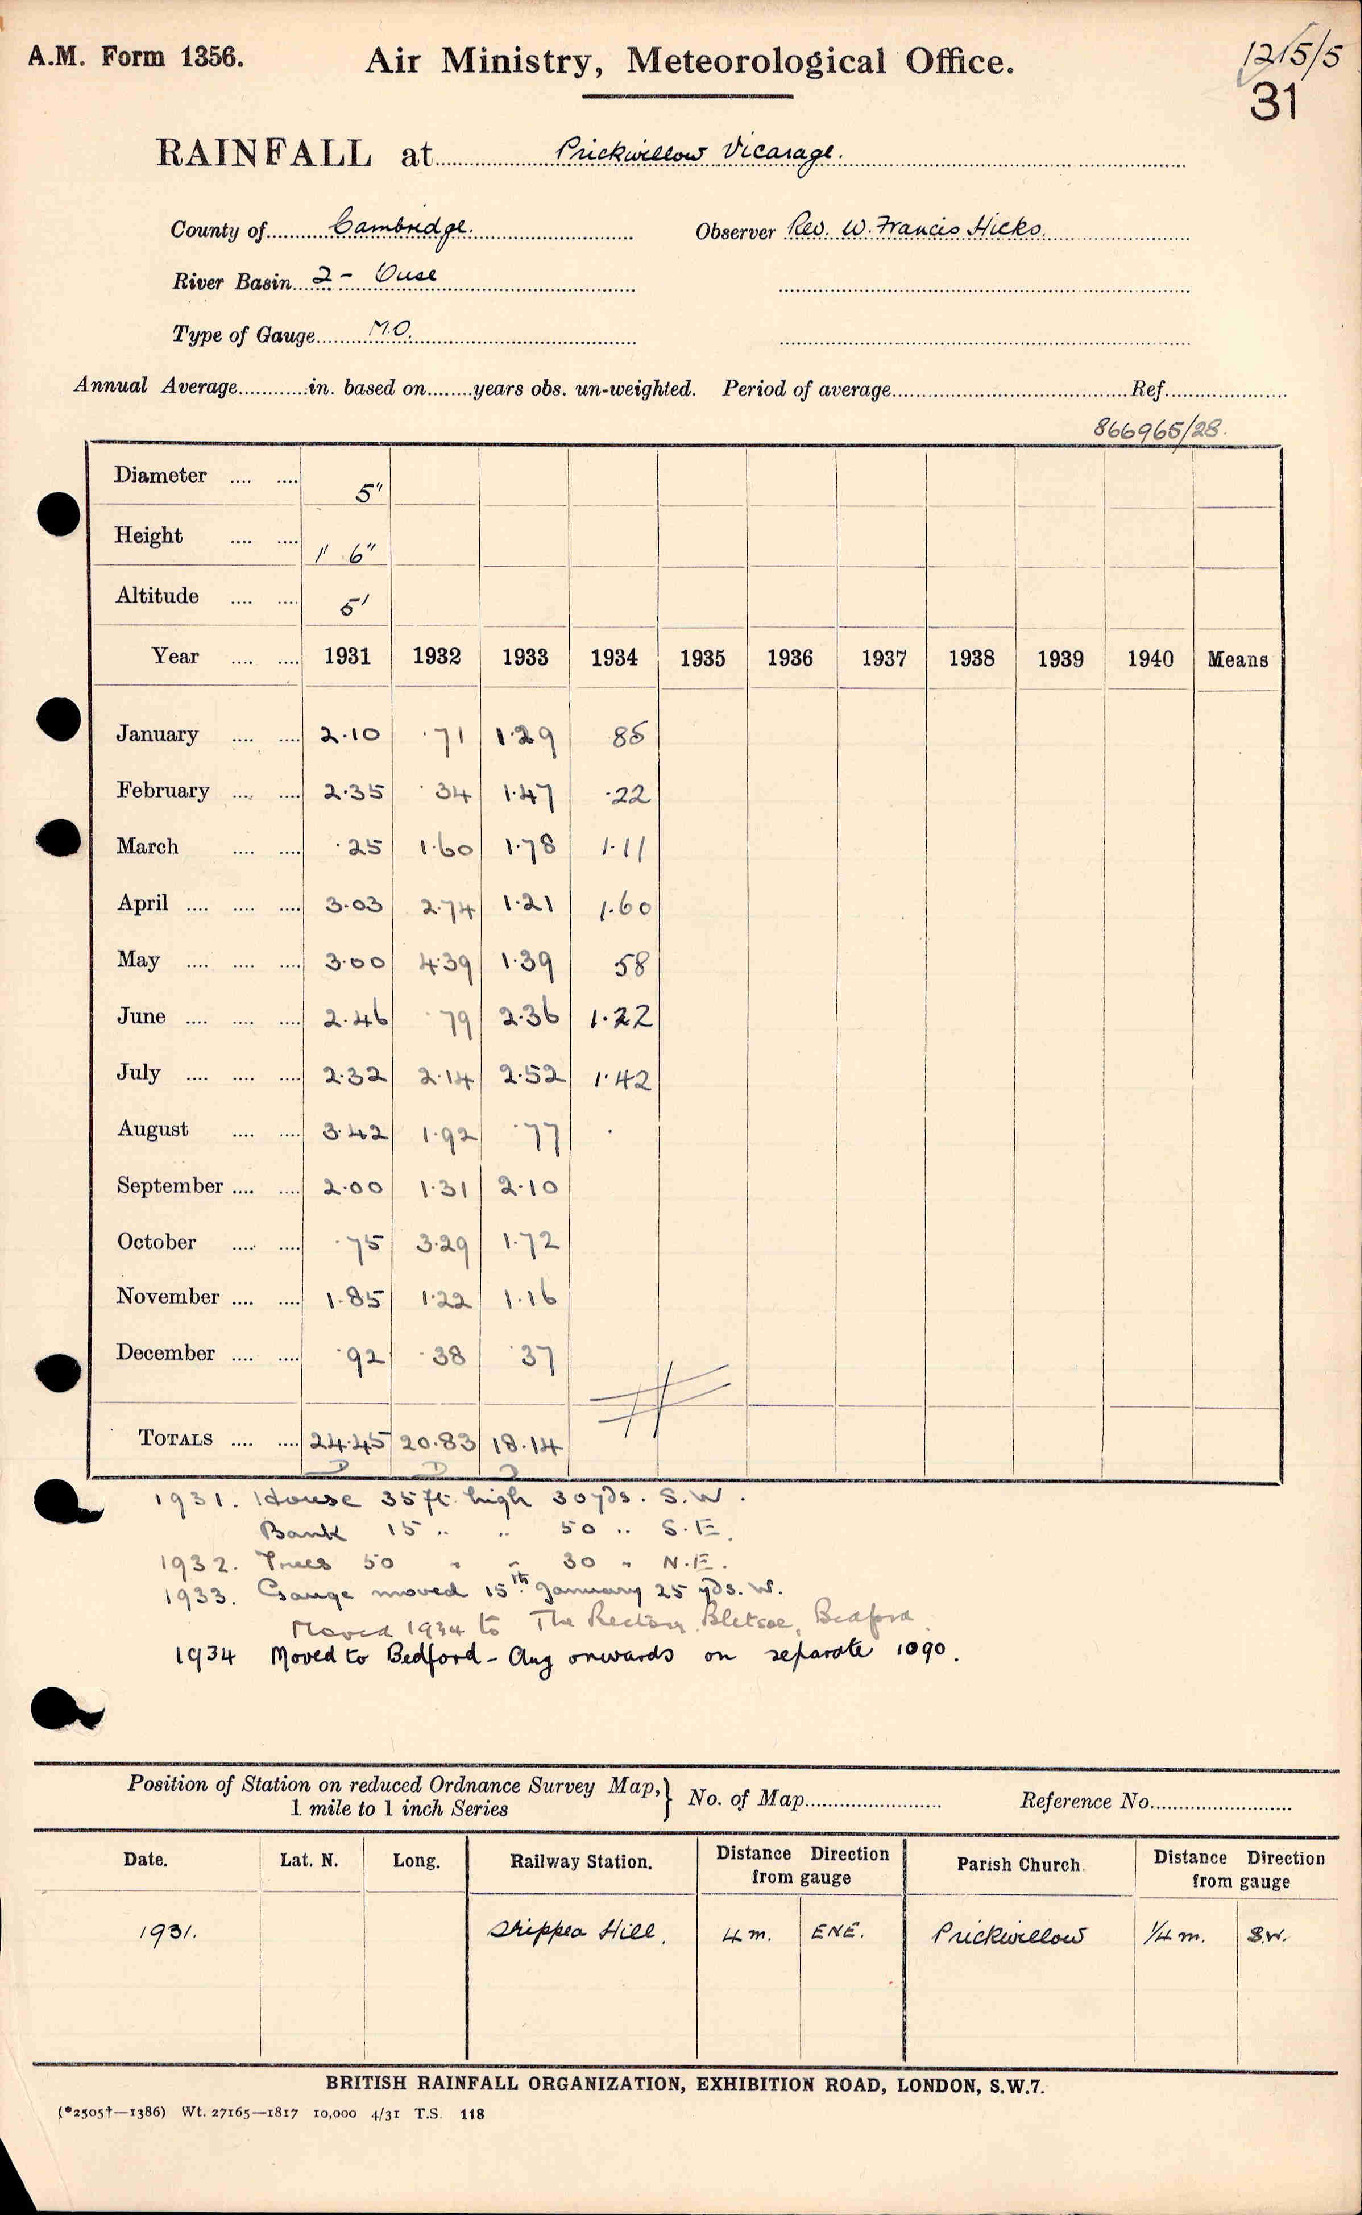 A.M. Form 1356.
Air Ministry, Meteorological Office.
1215/5
31
RAINFALL at Prickwillow Vicarage.
County of Cambridge. Observer Rev. W. Francis Hicks.
River Basin 2 - Ouse
Type of Gauge M.O.
Annual Average in. based on years obs. un-weighted. Period of average Ref.
866965/28.
Diameter 5"
Height 1' 6"
Altitude 5'
Year 1931 1932 1933 1934 1935 1936 1937 1938 1939 1940 Means
January 2.10 .71 1.29 85
February 2.35 .34 1.47 .22
March .25 1.60 1.78 1.11
April 3.03 2.74 1.21 1.60
May 3.00 4.39 1.39 58
June 2.46 .79 2.36 1.22
July 2.32 2.14 2.52 1.42
August 3.42 1.92 .77 .
September 2.00 1.31 2.10
October .75 3.29 1.72
November 1.85 1.22 1.16
December .92 .38 .37
TOTALS 24.45 20.83 18.14
1931. House 35 ft. high 30 yds. S.W.
Bank 15 " " 50 " S.E.
1932. Trees 50 " " 30 " N.E.
1933. Gauge moved 15th January 25 yds. W.
Moved 1934 to The Rectory, Bletsoe, Bedford.
1934 Moved to Bedford - Aug onwards on separate 1090.
Position of Station on reduced Ordnance Survey Map, } No. of Map Reference No.
1 mile to 1 inch Series
Date. Lat. N. Long. Railway Station. Distance Direction from gauge Parish Church. Distance Direction from gauge
1931. Shippea Hill. 4 m. ENE. Prickwillow 1/4 m. S.W.
BRITISH RAINFALL ORGANIZATION, EXHIBITION ROAD, LONDON, S.W.7.
(*2505†—1386) Wt. 27165—1817 10,000 4/31 T.S. 118